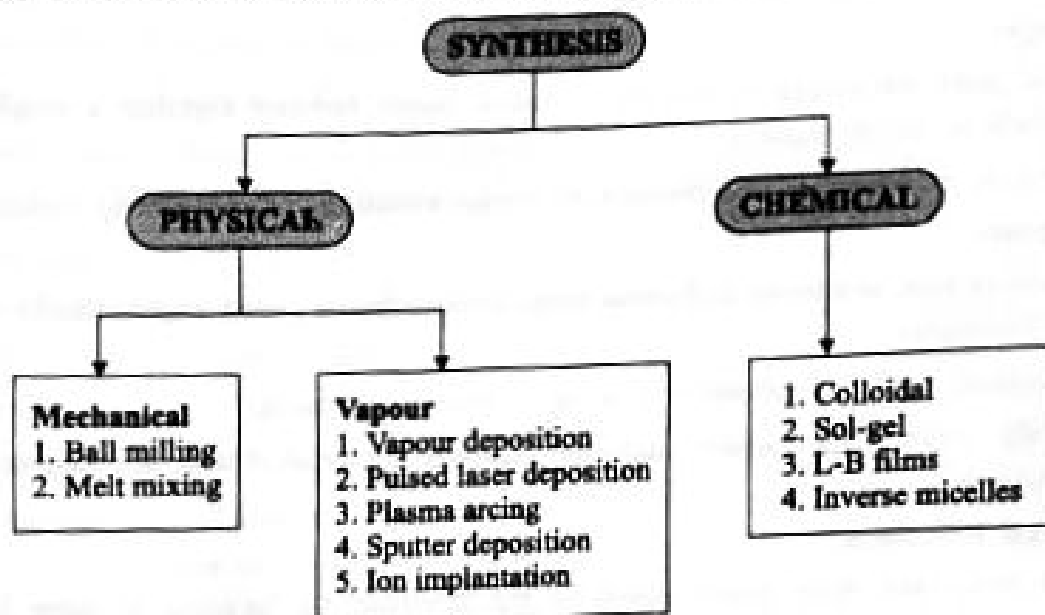 SYNTHESIS
PHYSICAL
CHEMICAL
Mechanical
1. Ball milling
2. Melt mixing
Vapour
1. Vapour deposition
2. Pulsed laser deposition
3. Plasma arcing
4. Sputter deposition
5. Ion implantation
1. Colloidal
2. Sol-gel
3. L-B films
4. Inverse micelles